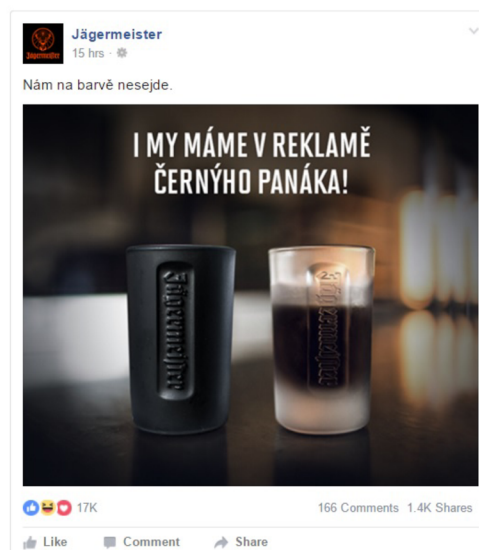 Jägermeister
Jägermeister
15 hrs
Nám na barvě nesejde.
I MY MÁME V REKLAMĚ
ČERNÝHO PANÁKA!
Jägermeister
Jägermeister
17K
166 Comments 1.4K Shares
Like Comment Share